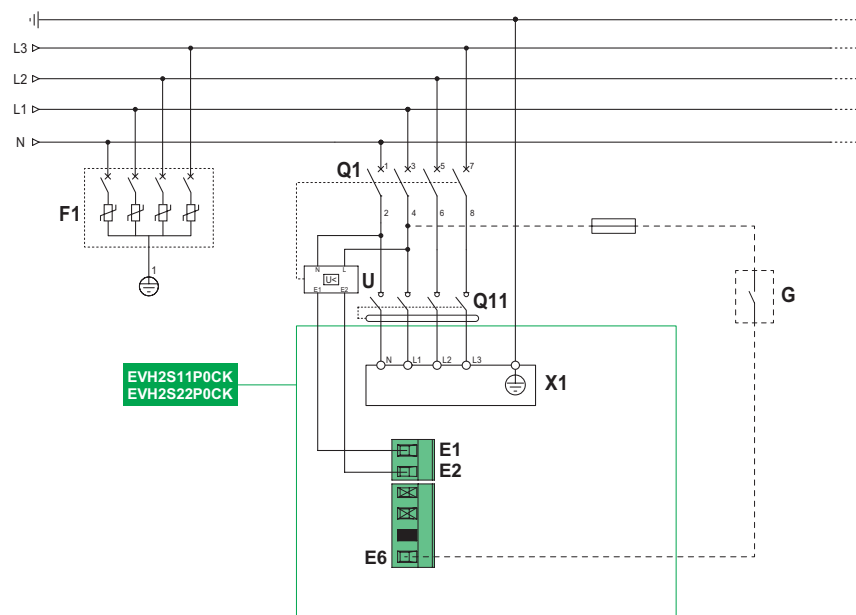 L3
L2
L1
N
Q1
1
3
5
7
F1
2
4
6
8
1
N
L
U<
U
E1
E2
Q11
G
N
L1
L2
L3
EVH2S11P0CK
EVH2S22P0CK
X1
E1
E2
E6